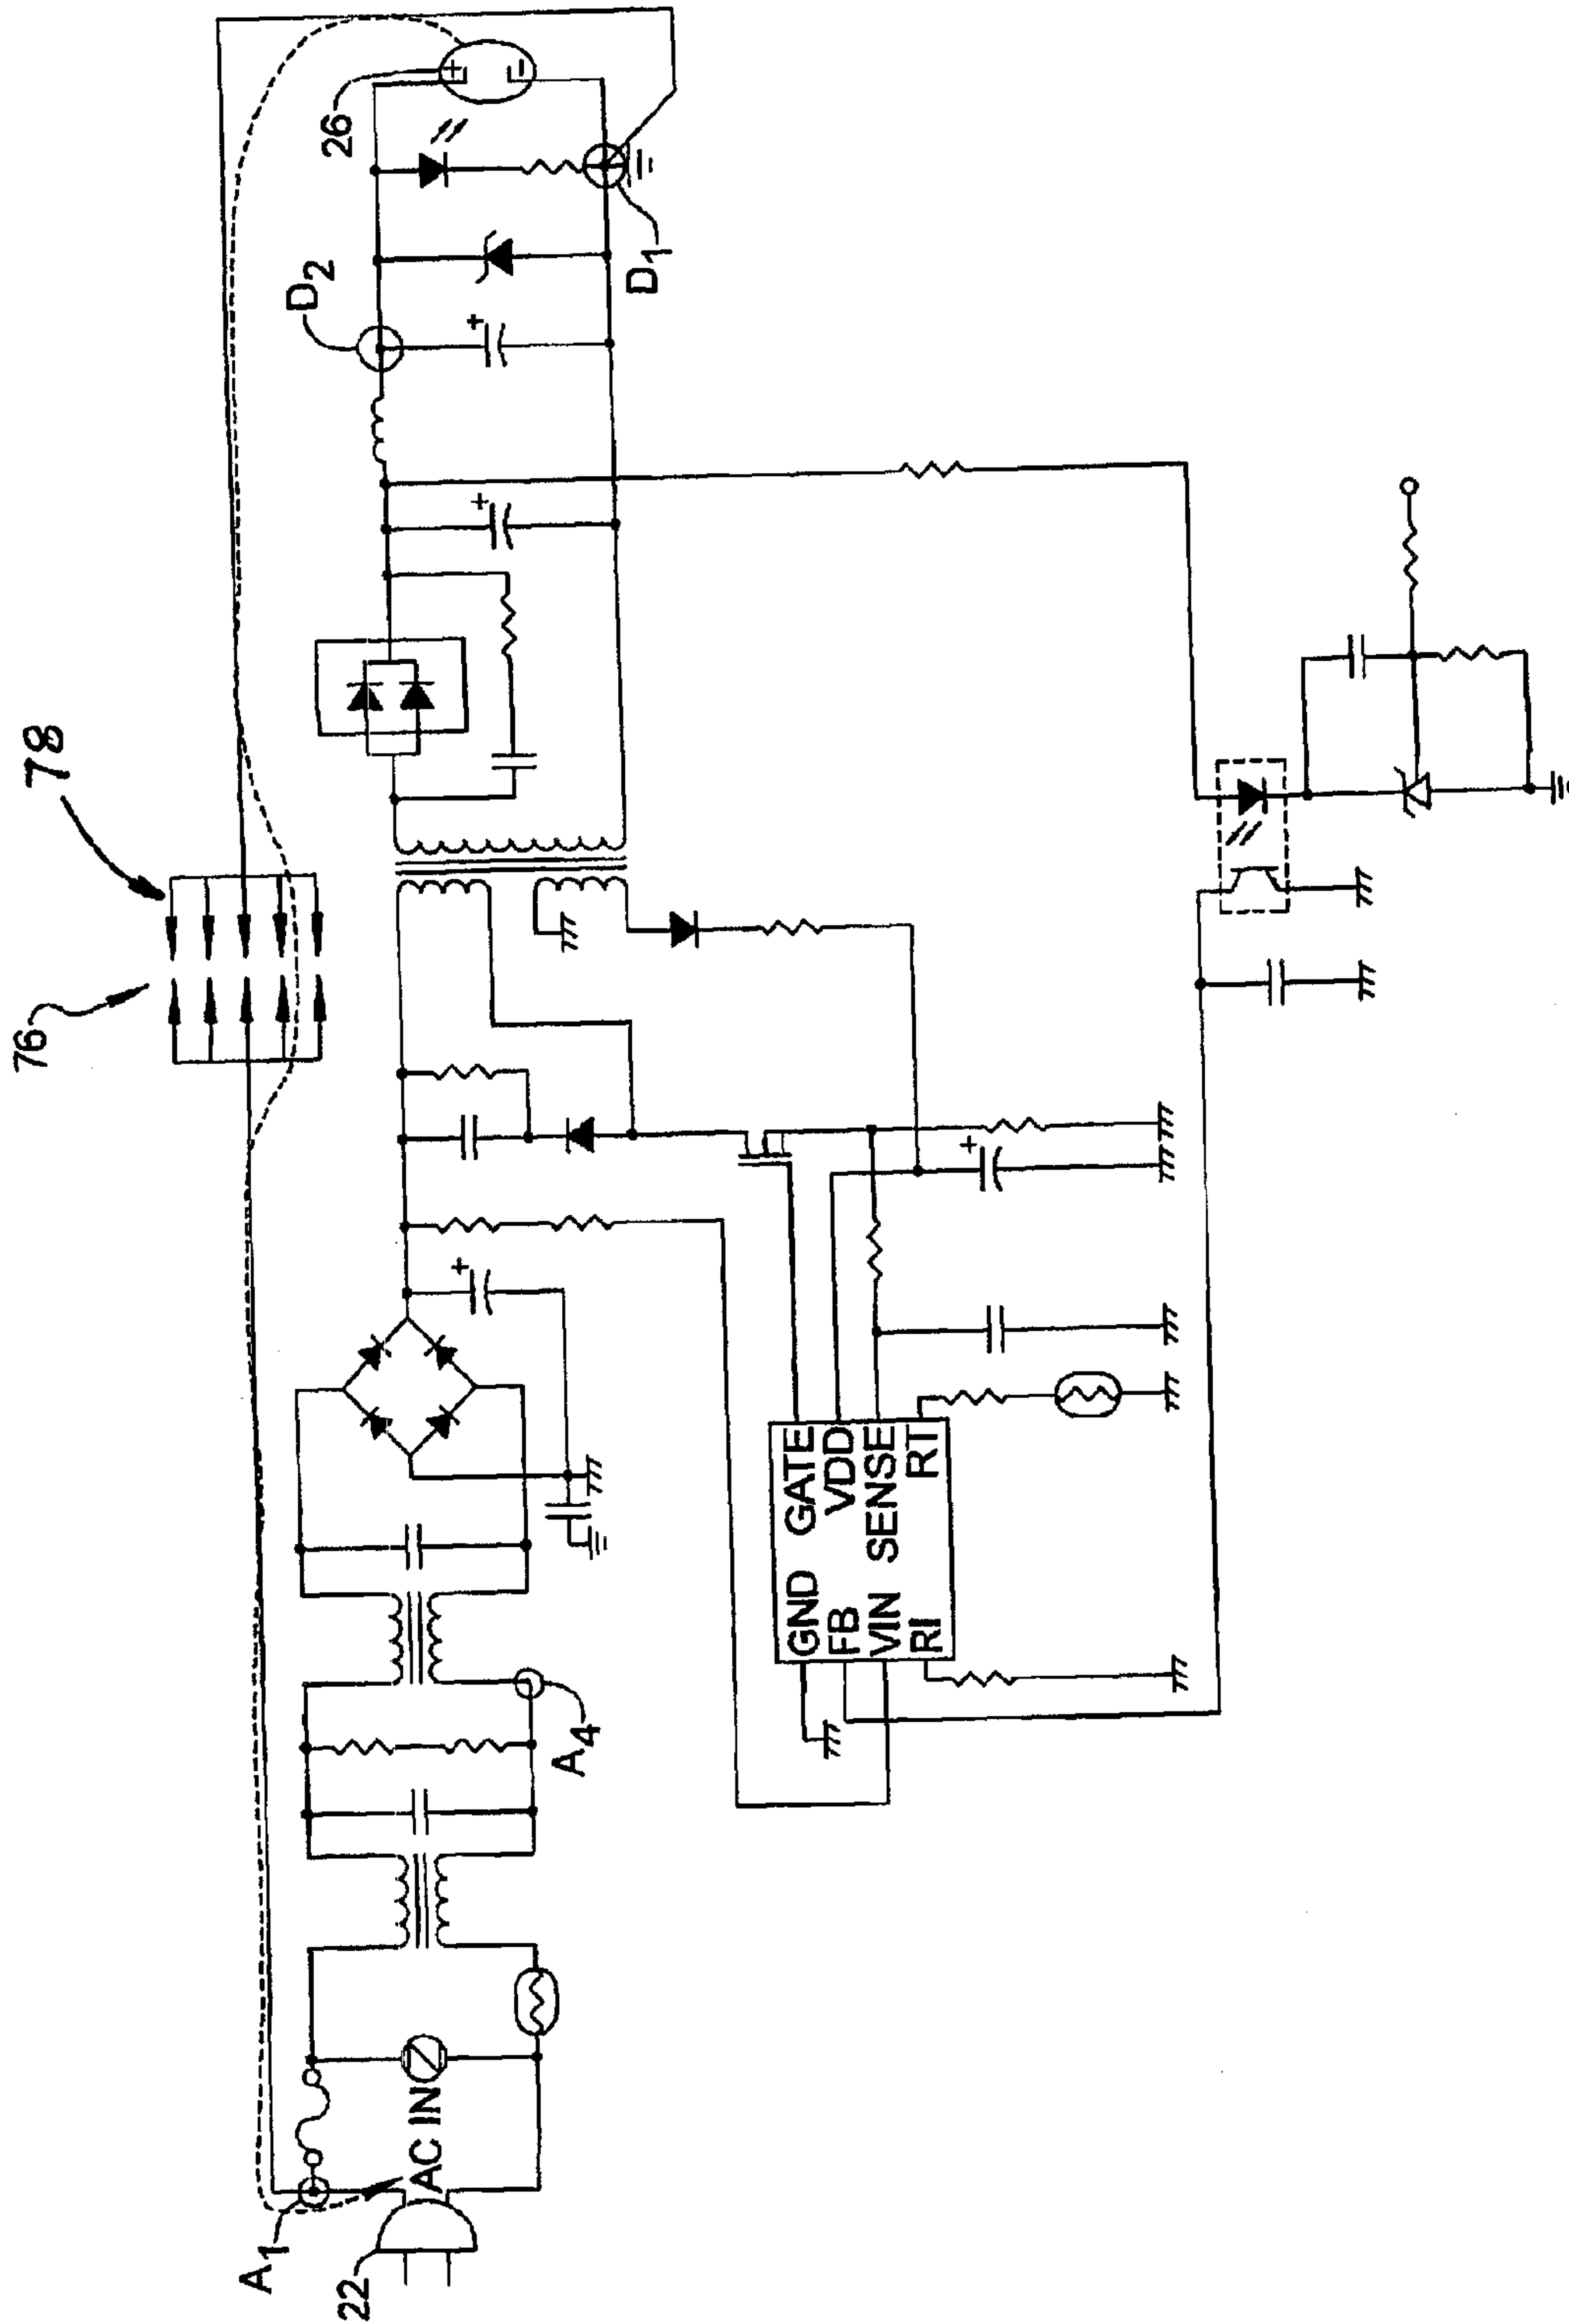 76
78
26
D2
D1
+
-
+
+
+
+
A1
22
AC IN
A4
GND GATE
FB VDD
VIN SENSE
RI RT